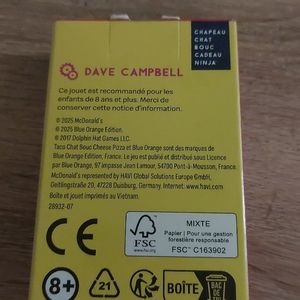 CHAPEAU
CHAT
BOUC
CADEAU
NINJA
DAVE CAMPBELL
Ce jouet est recommandé pour les
enfants de 8 ans et plus. Merci de
conserver cette notice d'information.
© 2025 McDonald's
© 2025 Blue Orange Edition.
© 2017 Dolphin Hat Games LLC.
Taco Chat Bouc Cheese Pizza et Blue Orange sont des marques de
Blue Orange Edition, France. Le jeu est publié et distribué sous licence
par Blue Orange, 97 impasse Jean Lamour, 54700 Pont-à-Mousson, France.
McDonald's represented by HAVI Global Solutions Europe GmbH,
Geitlingstraße 20, 47228 Duisburg, Germany. Internet: www.havi.com
Boîte et jouet imprimés au Vietnam.
28932-07
CE
FSC
www.fsc.org
MIXTE
Papier | Pour une gestion
forestière responsable
FSC™ C163902
8+
21
BOÎTE
BAC
DE
TRI